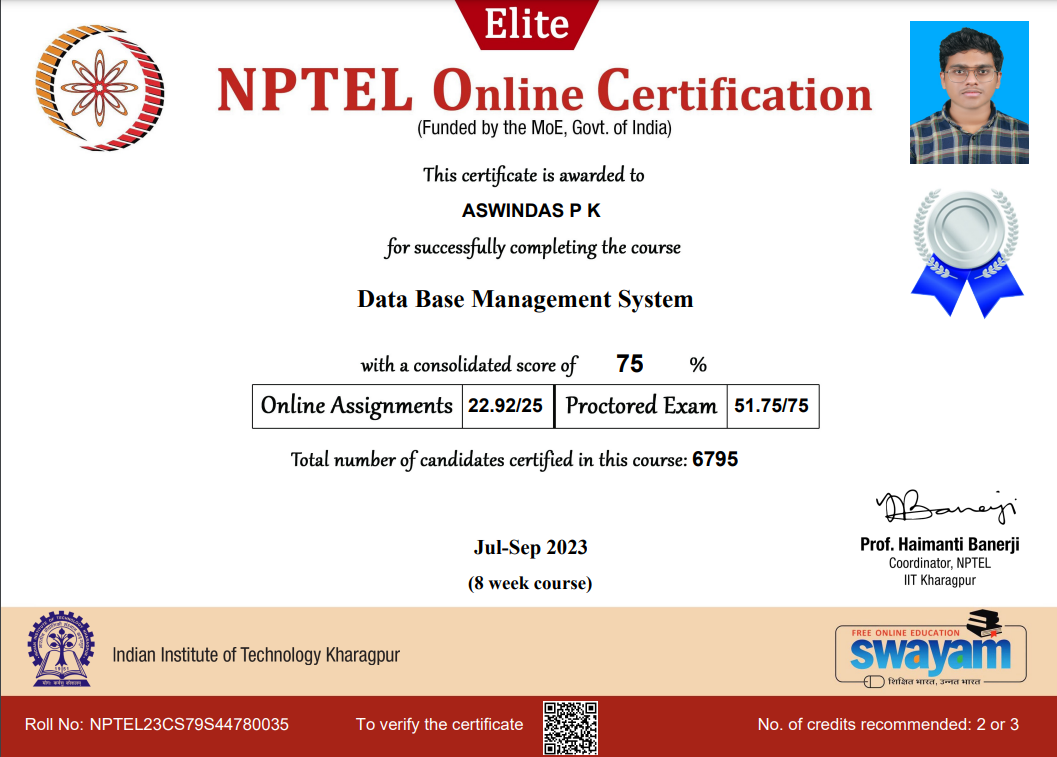 Elite
NPTEL Online Certification
(Funded by the MoE, Govt. of India)
This certificate is awarded to
ASWINDAS P K
for successfully completing the course
Data Base Management System
with a consolidated score of 75 %
Online Assignments 22.92/25 Proctored Exam 51.75/75
Total number of candidates certified in this course: 6795
Banerji
Prof. Haimanti Banerji
Coordinator, NPTEL
IIT Kharagpur
Jul-Sep 2023
(8 week course)
Indian Institute of Technology Kharagpur
FREE ONLINE EDUCATION
swayam
शिक्षित भारत, उन्नत भारत
Roll No: NPTEL23CS79S44780035
To verify the certificate
No. of credits recommended: 2 or 3